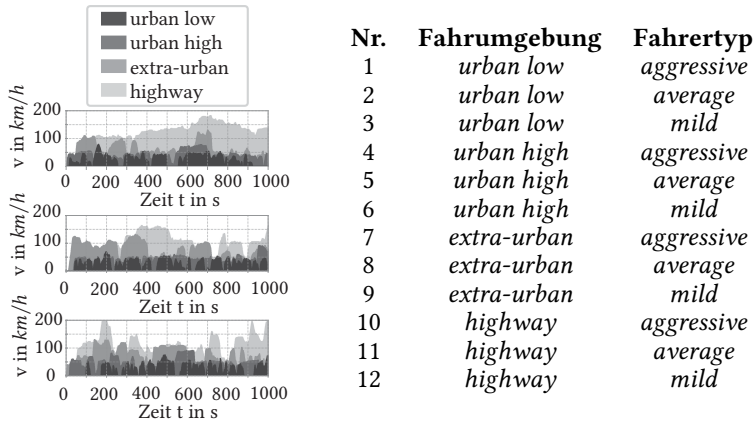 urban low
urban high
extra-urban
highway
v in km/h
200
100
0
0 200 400 600 800 1000
Zeit t in s
v in km/h
200
100
0
0 200 400 600 800 1000
Zeit t in s
v in km/h
200
100
0
0 200 400 600 800 1000
Zeit t in s
Nr. Fahrumgebung Fahrertyp
1 urban low aggressive
2 urban low average
3 urban low mild
4 urban high aggressive
5 urban high average
6 urban high mild
7 extra-urban aggressive
8 extra-urban average
9 extra-urban mild
10 highway aggressive
11 highway average
12 highway mild